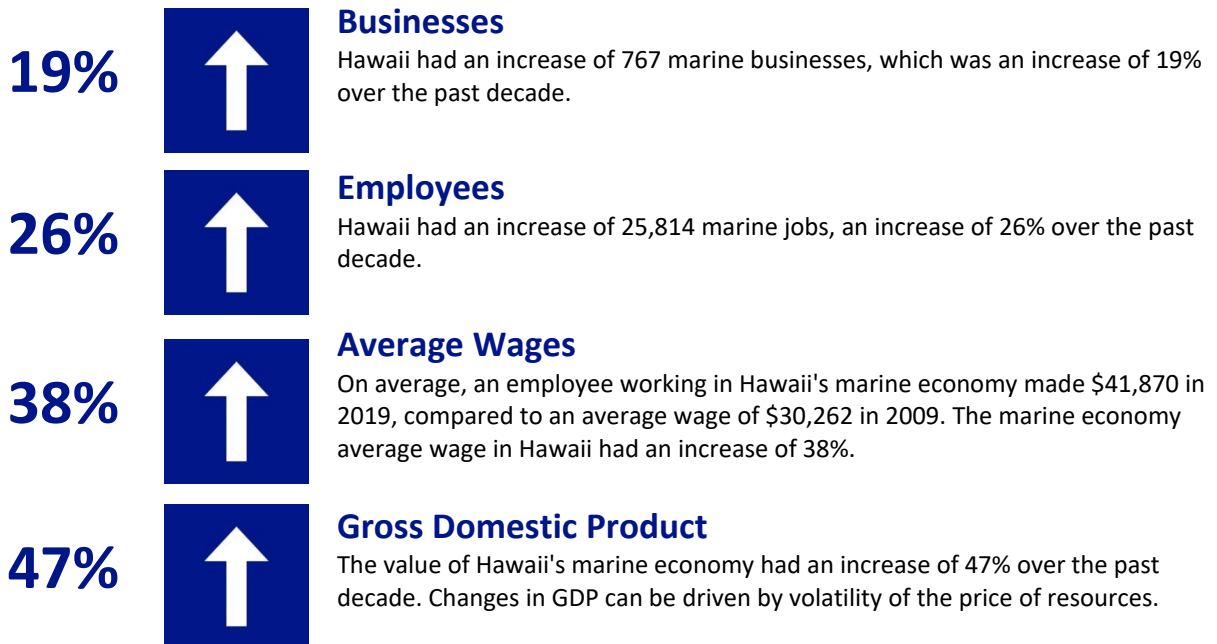 19%
Businesses
Hawaii had an increase of 767 marine businesses, which was an increase of 19%
over the past decade.
26%
Employees
Hawaii had an increase of 25,814 marine jobs, an increase of 26% over the past
decade.
38%
Average Wages
On average, an employee working in Hawaii's marine economy made $41,870 in
2019, compared to an average wage of $30,262 in 2009. The marine economy
average wage in Hawaii had an increase of 38%.
47%
Gross Domestic Product
The value of Hawaii's marine economy had an increase of 47% over the past
decade. Changes in GDP can be driven by volatility of the price of resources.